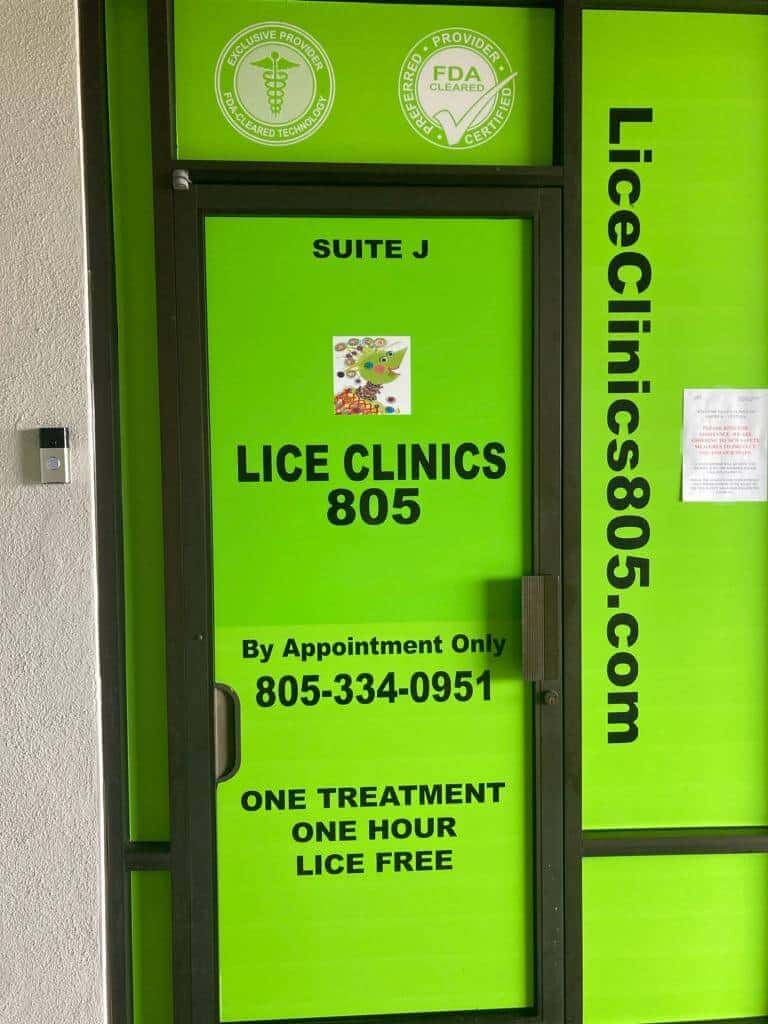 EXCLUSIVE PROVIDER
FDA-CLEARED TECHNOLOGY
PREFERRED • PROVIDER • CERTIFIED •
FDA
CLEARED
SUITE J
LICE CLINICS
805
By Appointment Only
805-334-0951
ONE TREATMENT
ONE HOUR
LICE FREE
LiceClinics805.com